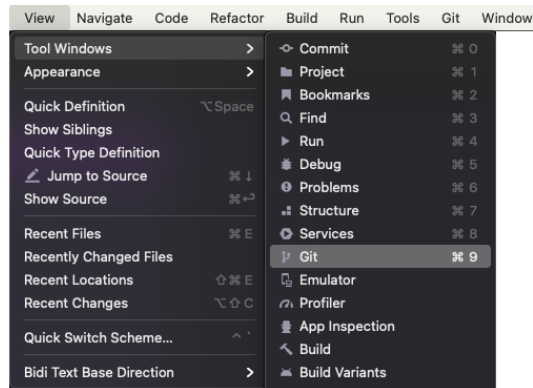 View Navigate Code Refactor Build Run Tools Git Window
Tool Windows >
Appearance >
Quick Definition ⌥Space
Show Siblings
Quick Type Definition
Jump to Source ⌘↓
Show Source ⌘⏎
Recent Files ⌘E
Recently Changed Files
Recent Locations ⇧⌘E
Recent Changes ⌥⇧C
Quick Switch Scheme... ^`
Bidi Text Base Direction >
Commit ⌘0
Project ⌘1
Bookmarks ⌘2
Find ⌘3
Run ⌘4
Debug ⌘5
Problems ⌘6
Structure ⌘7
Services ⌘8
Git ⌘9
Emulator
Profiler
App Inspection
Build
Build Variants